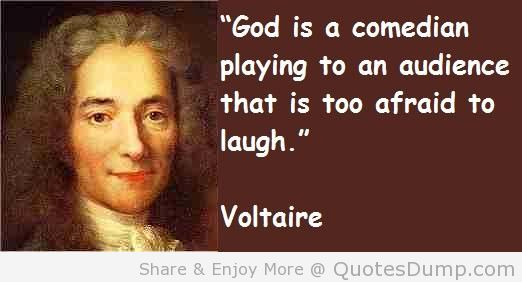 “God is a comedian
playing to an audience
that is too afraid to
laugh.”
Voltaire
Share & Enjoy More @ QuotesDump.com